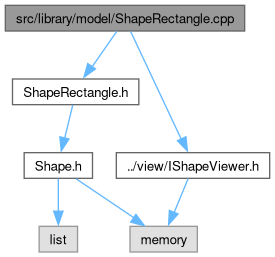 src/library/model/ShapeRectangle.cpp
ShapeRectangle.h
Shape.h
../view/IShapeViewer.h
list
memory